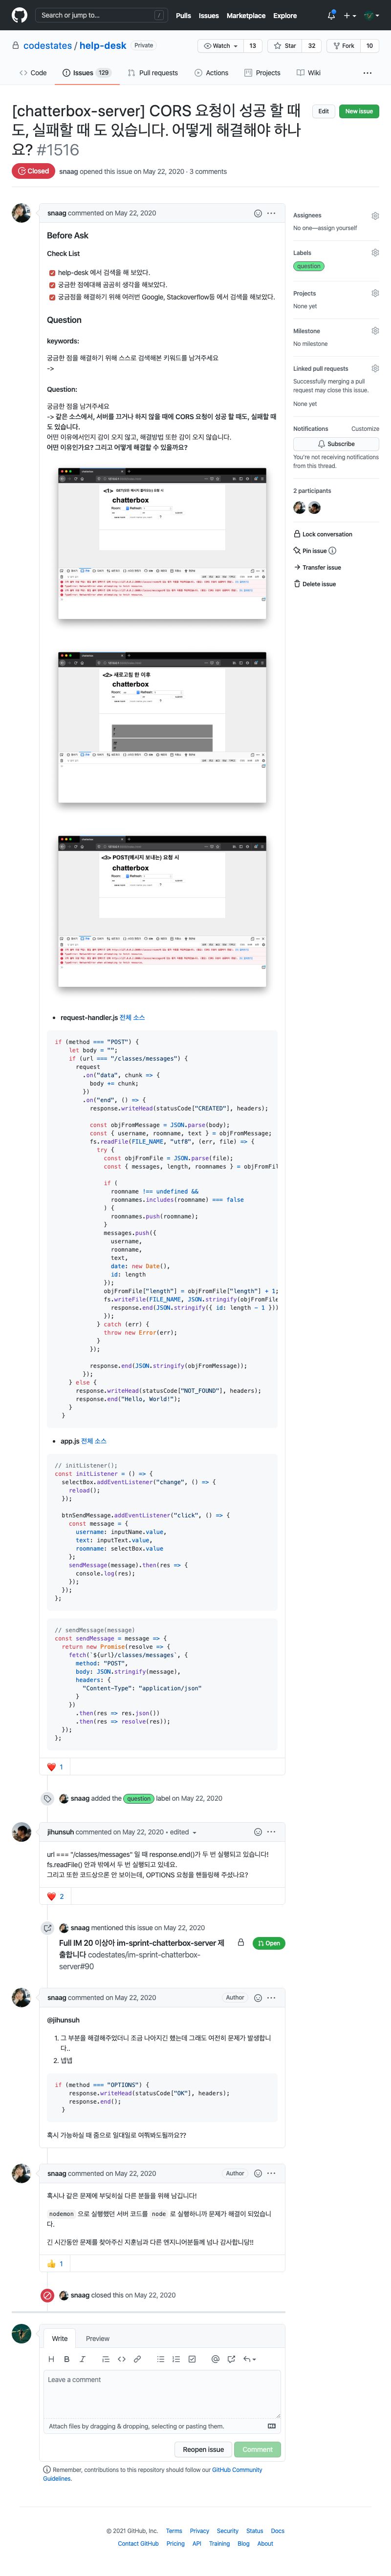 Search or jump to...
/
Pulls Issues Marketplace Explore
codestates / help-desk Private
Watch 13 Star 32 Fork 10
Code Issues 129 Pull requests Actions Projects Wiki
[chatterbox-server] CORS 요청이 성공 할 때
도, 실패할 때 도 있습니다. 어떻게 해결해야 하나
요? #1516
Edit New issue
Closed snaag opened this issue on May 22, 2020 · 3 comments
snaag commented on May 22, 2020
Before Ask
Check List
help-desk 에서 검색을 해 보았다.
궁금한 점에대해 곰곰히 생각을 해보았다.
궁금점을 해결하기 위해 여러번 Google, Stackoverflow등 에서 검색을 해보았다.
Question
keywords:
궁금한 점을 해결하기 위해 스스로 검색해본 키워드를 남겨주세요
->
Question:
궁금한 점을 남겨주세요
-> 같은 소스에서, 서버를 끄거나 하지 않을 때에 CORS 요청이 성공 할 때도, 실패할 때
도 있습니다.
어떤 이유에서인지 감이 오지 않고, 해결방법 또한 감이 오지 않습니다.
어떤 이유인가요? 그리고 어떻게 해결할 수 있을까요?
chatterbox
<2> 새로고침 한 이후
chatterbox
<3> POST(메시지 보내는) 요청 시
chatterbox
request-handler.js 전체 소스
if (method === "POST") {
let body = "";
if (url === "/classes/messages") {
request
.on("data", chunk => {
body += chunk;
})
.on("end", () => {
response.writeHead(statusCode["CREATED"], headers);
const objFromMessage = JSON.parse(body);
const { username, roomname, text } = objFromMessage;
fs.readFile(FILE_NAME, "utf8", (err, file) => {
try {
const objFromFile = JSON.parse(file);
const { messages, length, roomnames } = objFromFil
if (
roomname !== undefined &&
roomnames.includes(roomname) === false
) {
roomnames.push(roomname);
}
messages.push({
username,
roomname,
text,
date: new Date(),
id: length
});
objFromFile["length"] = objFromFile["length"] + 1;
fs.writeFile(FILE_NAME, JSON.stringify(objFromFile
response.end(JSON.stringify({ id: length - 1 }))
});
} catch (err) {
throw new Error(err);
}
});
response.end(JSON.stringify(objFromMessage));
});
} else {
response.writeHead(statusCode["NOT_FOUND"], headers);
response.end("Hello, World!");
}
}
app.js 전체 소스
// initListener();
const initListener = () => {
selectBox.addEventListener("change", () => {
reload();
});
btnSendMessage.addEventListener("click", () => {
const message = {
username: inputName.value,
text: inputText.value,
roomname: selectBox.value
};
sendMessage(message).then(res => {
console.log(res);
});
});
};
// sendMessage(message)
const sendMessage = message => {
return new Promise(resolve => {
fetch(`${url}/classes/messages`, {
method: "POST",
body: JSON.stringify(message),
headers: {
"Content-Type": "application/json"
}
})
.then(res => res.json())
.then(res => resolve(res));
});
};
1
snaag added the question label on May 22, 2020
jihunsuh commented on May 22, 2020 • edited
url === "/classes/messages" 일 때 response.end()가 두 번 실행되고 있습니다!
fs.readFile() 안과 밖에서 두 번 실행되고 있네요.
그리고 또한 코드상으론 안 보이는데, OPTIONS 요청을 핸들링해 주셨나요?
2
snaag mentioned this issue on May 22, 2020
Full IM 20 이상아 im-sprint-chatterbox-server 제
출합니다 codestates/im-sprint-chatterbox-
server#90
Open
snaag commented on May 22, 2020 Author
@jihunsuh
1. 그 부분을 해결해주었더니 조금 나아지긴 했는데 그래도 여전히 문제가 발생합니
다..
2. 넵넵
if (method === "OPTIONS") {
response.writeHead(statusCode["OK"], headers);
response.end();
}
혹시 가능하실 때 줌으로 일대일로 여쭤봐도될까요??
snaag commented on May 22, 2020 Author
혹시나 같은 문제에 부딪히실 다른 분들을 위해 남깁니다!
nodemon 으로 실행했던 서버 코드를 node 로 실행하니까 문제가 해결이 되었습니
다.
긴 시간동안 문제를 찾아주신 지훈님과 다른 엔지니어분들께 넘나 감사합니당!!
1
snaag closed this on May 22, 2020
Write Preview
Leave a comment
Attach files by dragging & dropping, selecting or pasting them.
Reopen issue Comment
Remember, contributions to this repository should follow our GitHub Community
Guidelines.
Assignees
No one—assign yourself
Labels
question
Projects
None yet
Milestone
No milestone
Linked pull requests
Successfully merging a pull
request may close this issue.
None yet
Notifications Customize
Subscribe
You're not receiving notifications
from this thread.
2 participants
Lock conversation
Pin issue
Transfer issue
Delete issue
© 2021 GitHub, Inc. Terms Privacy Security Status Docs
Contact GitHub Pricing API Training Blog About